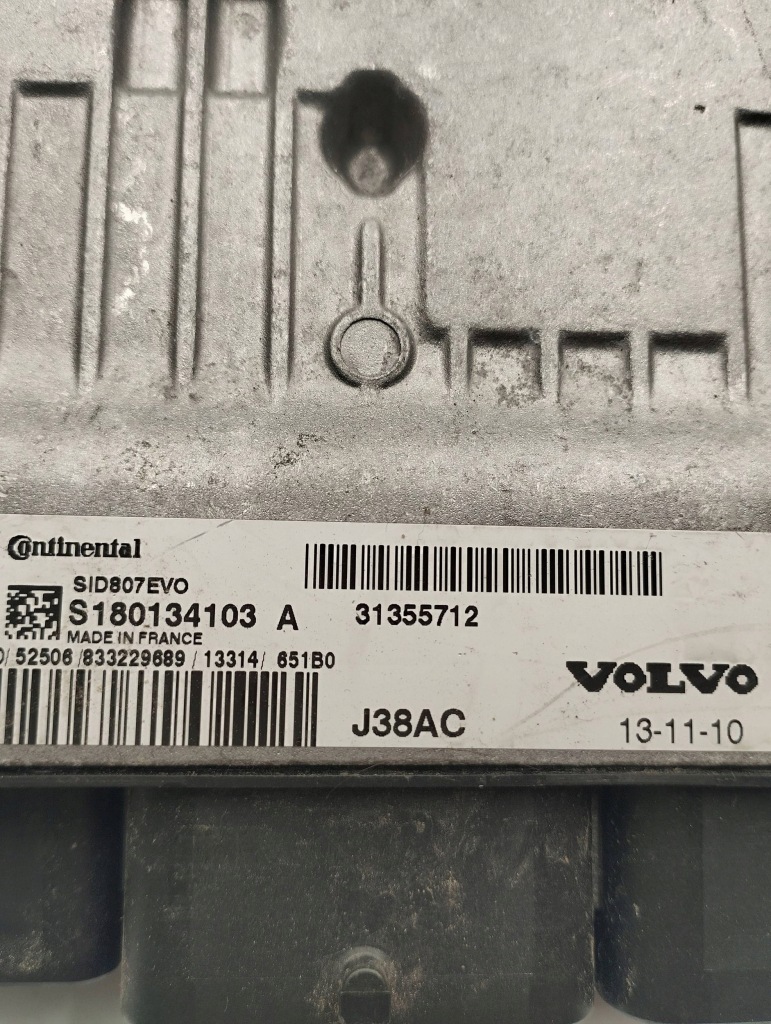 Continental
SID807EVO
S180134103 A 31355712
MADE IN FRANCE
/ 52506 /833229689 / 13314/ 651B0
VOLVO
J38AC
13-11-10